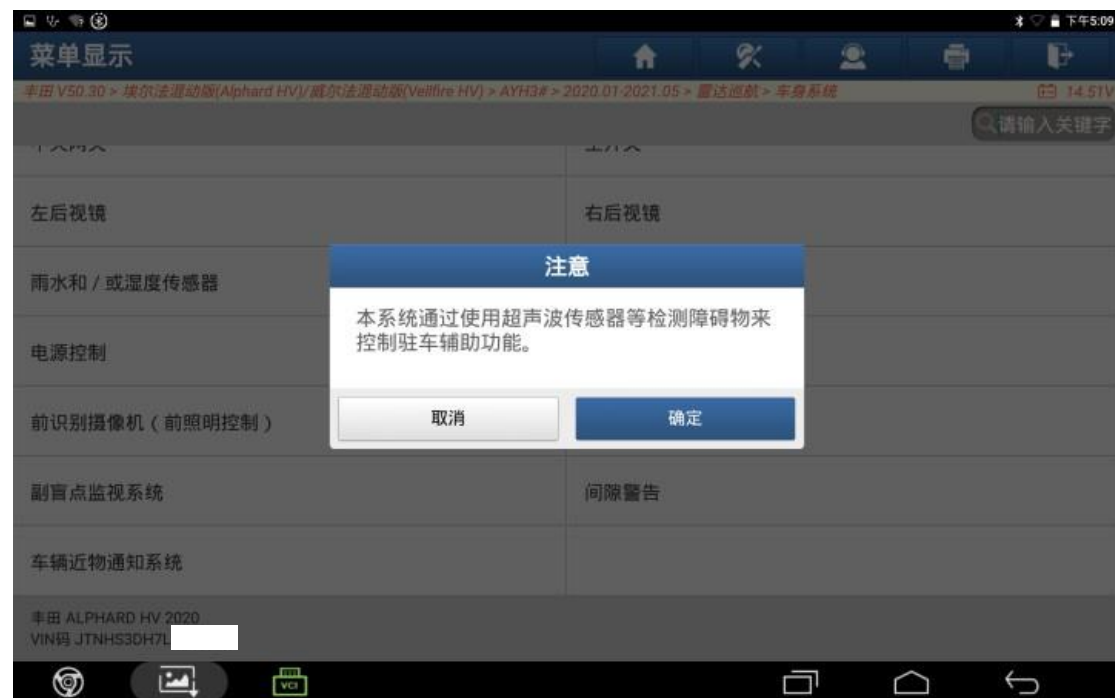 下午5:09
菜单显示
丰田 V50.30 > 埃尔法混动版(Alphard HV)/威尔法混动版(Vellfire HV) > AYH3# > 2020.01-2021.05 > 雷达巡航 > 车身系统
14.51V
请输入关键字
左后视镜
右后视镜
雨水和 / 或湿度传感器
注意
本系统通过使用超声波传感器等检测障碍物来
控制驻车辅助功能。
电源控制
取消
确定
前识别摄像机 ( 前照明控制 )
副盲点监视系统
间隙警告
车辆近物通知系统
丰田 ALPHARD HV 2020
VIN码 JTNHS3DH7L
VCI